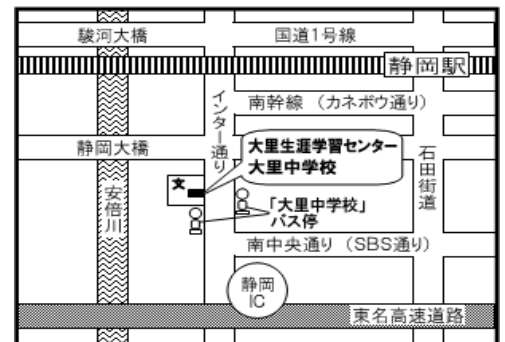 駿河大橋
国道1号線
静岡駅
インター通り
南幹線 （カネボウ通り）
静岡大橋
大里生涯学習センター
大里中学校
石田街道
文
安倍川
「大里中学校」
バス停
南中央通り （SBS通り）
静岡
IC
東名高速道路